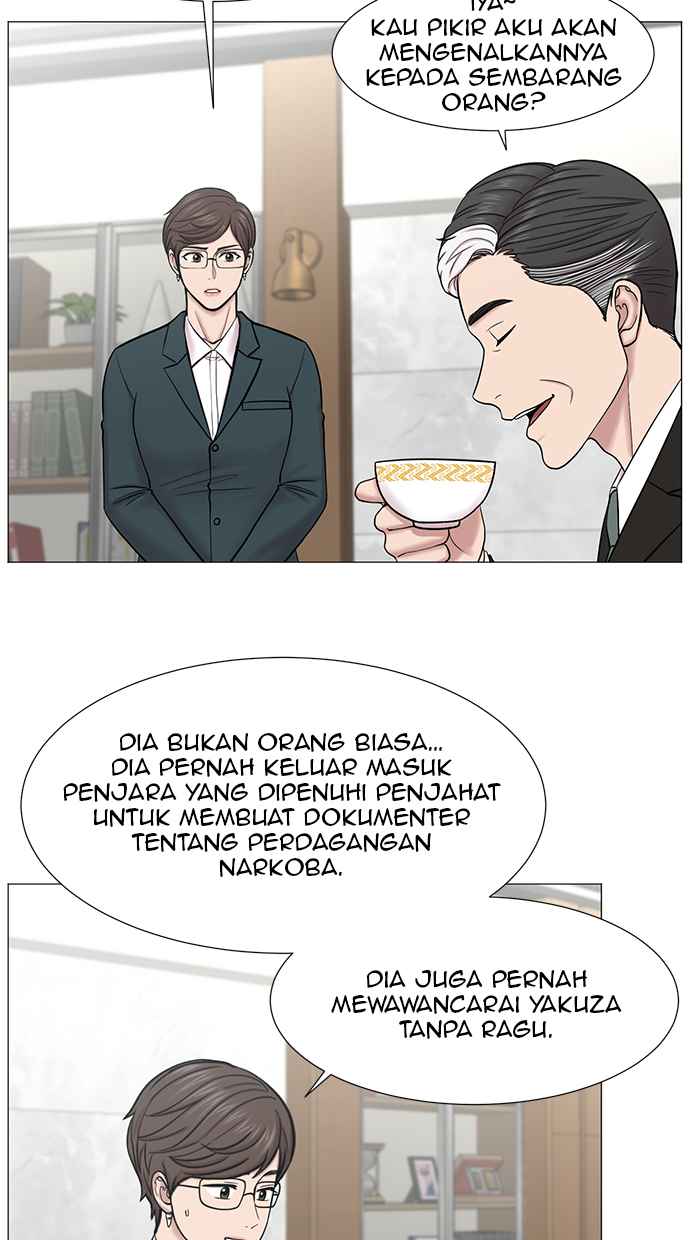 IYA~
KAU PIKIR AKU AKAN
MENGENALKANNYA
KEPADA SEMBARANG
ORANG?
DIA BUKAN ORANG BIASA...
DIA PERNAH KELUAR MASUK
PENJARA YANG DIPENUHI PENJAHAT
UNTUK MEMBUAT DOKUMENTER
TENTANG PERDAGANGAN
NARKOBA.
DIA JUGA PERNAH
MEWAWANCARAI YAKUZA
TANPA RAGU.